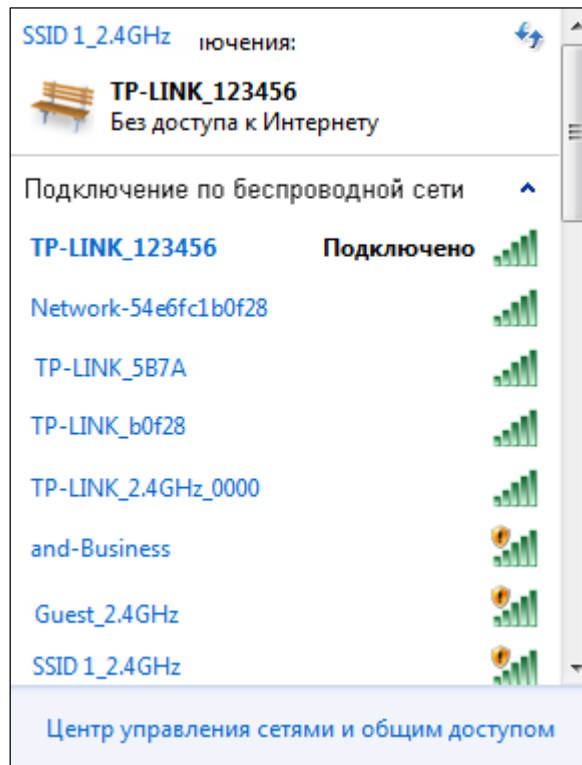 SSID 1_2.4GHz ючения:
TP-LINK_123456
Без доступа к Интернету
Подключение по беспроводной сети
TP-LINK_123456 Подключено
Network-54e6fc1b0f28
TP-LINK_5B7A
TP-LINK_b0f28
TP-LINK_2.4GHz_0000
and-Business
Guest_2.4GHz
SSID 1_2.4GHz
Центр управления сетями и общим доступом